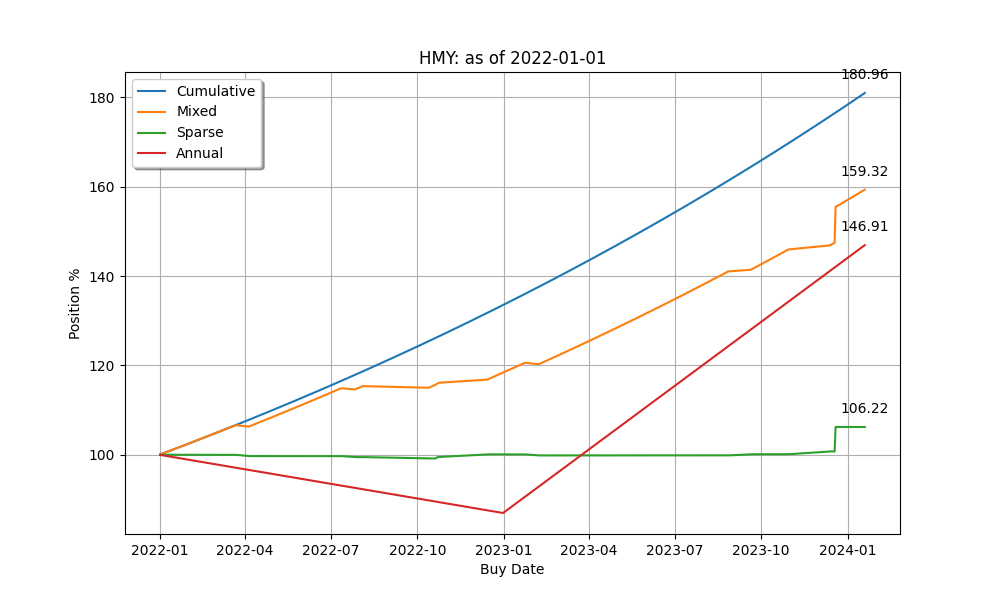 HMY: as of 2022-01-01
180.96
180
Cumulative
Mixed
Sparse
Annual
159.32
160
146.91
140
120
106.22
100
Position %
2022-01 2022-04 2022-07 2022-10 2023-01 2023-04 2023-07 2023-10 2024-01
Buy Date